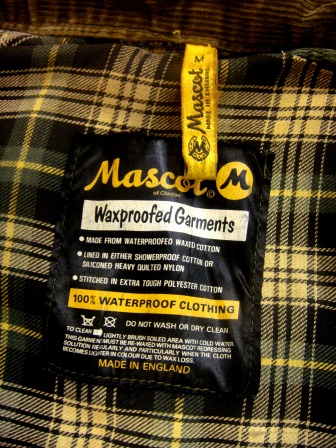 M
Mascot
MADE IN ENGLAND
Mascot © M
of Clacton
Waxproofed Garments
• MADE FROM WATERPROOFED WAXED COTTON
• LINED IN EITHER SHOWERPROOF COTTON OR
SILICONED HEAVY QUILTED NYLON
• STITCHED IN EXTRA TOUGH POLYESTER COTTON
100% WATERPROOF CLOTHING
DO NOT WASH OR DRY CLEAN
TO CLEAN LIGHTLY BRUSH SOILED AREA WITH COLD WATER
THIS GARMENT MUST BE RE-WAXED WITH MASCOT REDRESSING
SOLUTION REGULARLY AND PARTICULARLY WHEN THE CLOTH
BECOMES LIGHTER IN COLOUR DUE TO WAX LOSS.
MADE IN ENGLAND